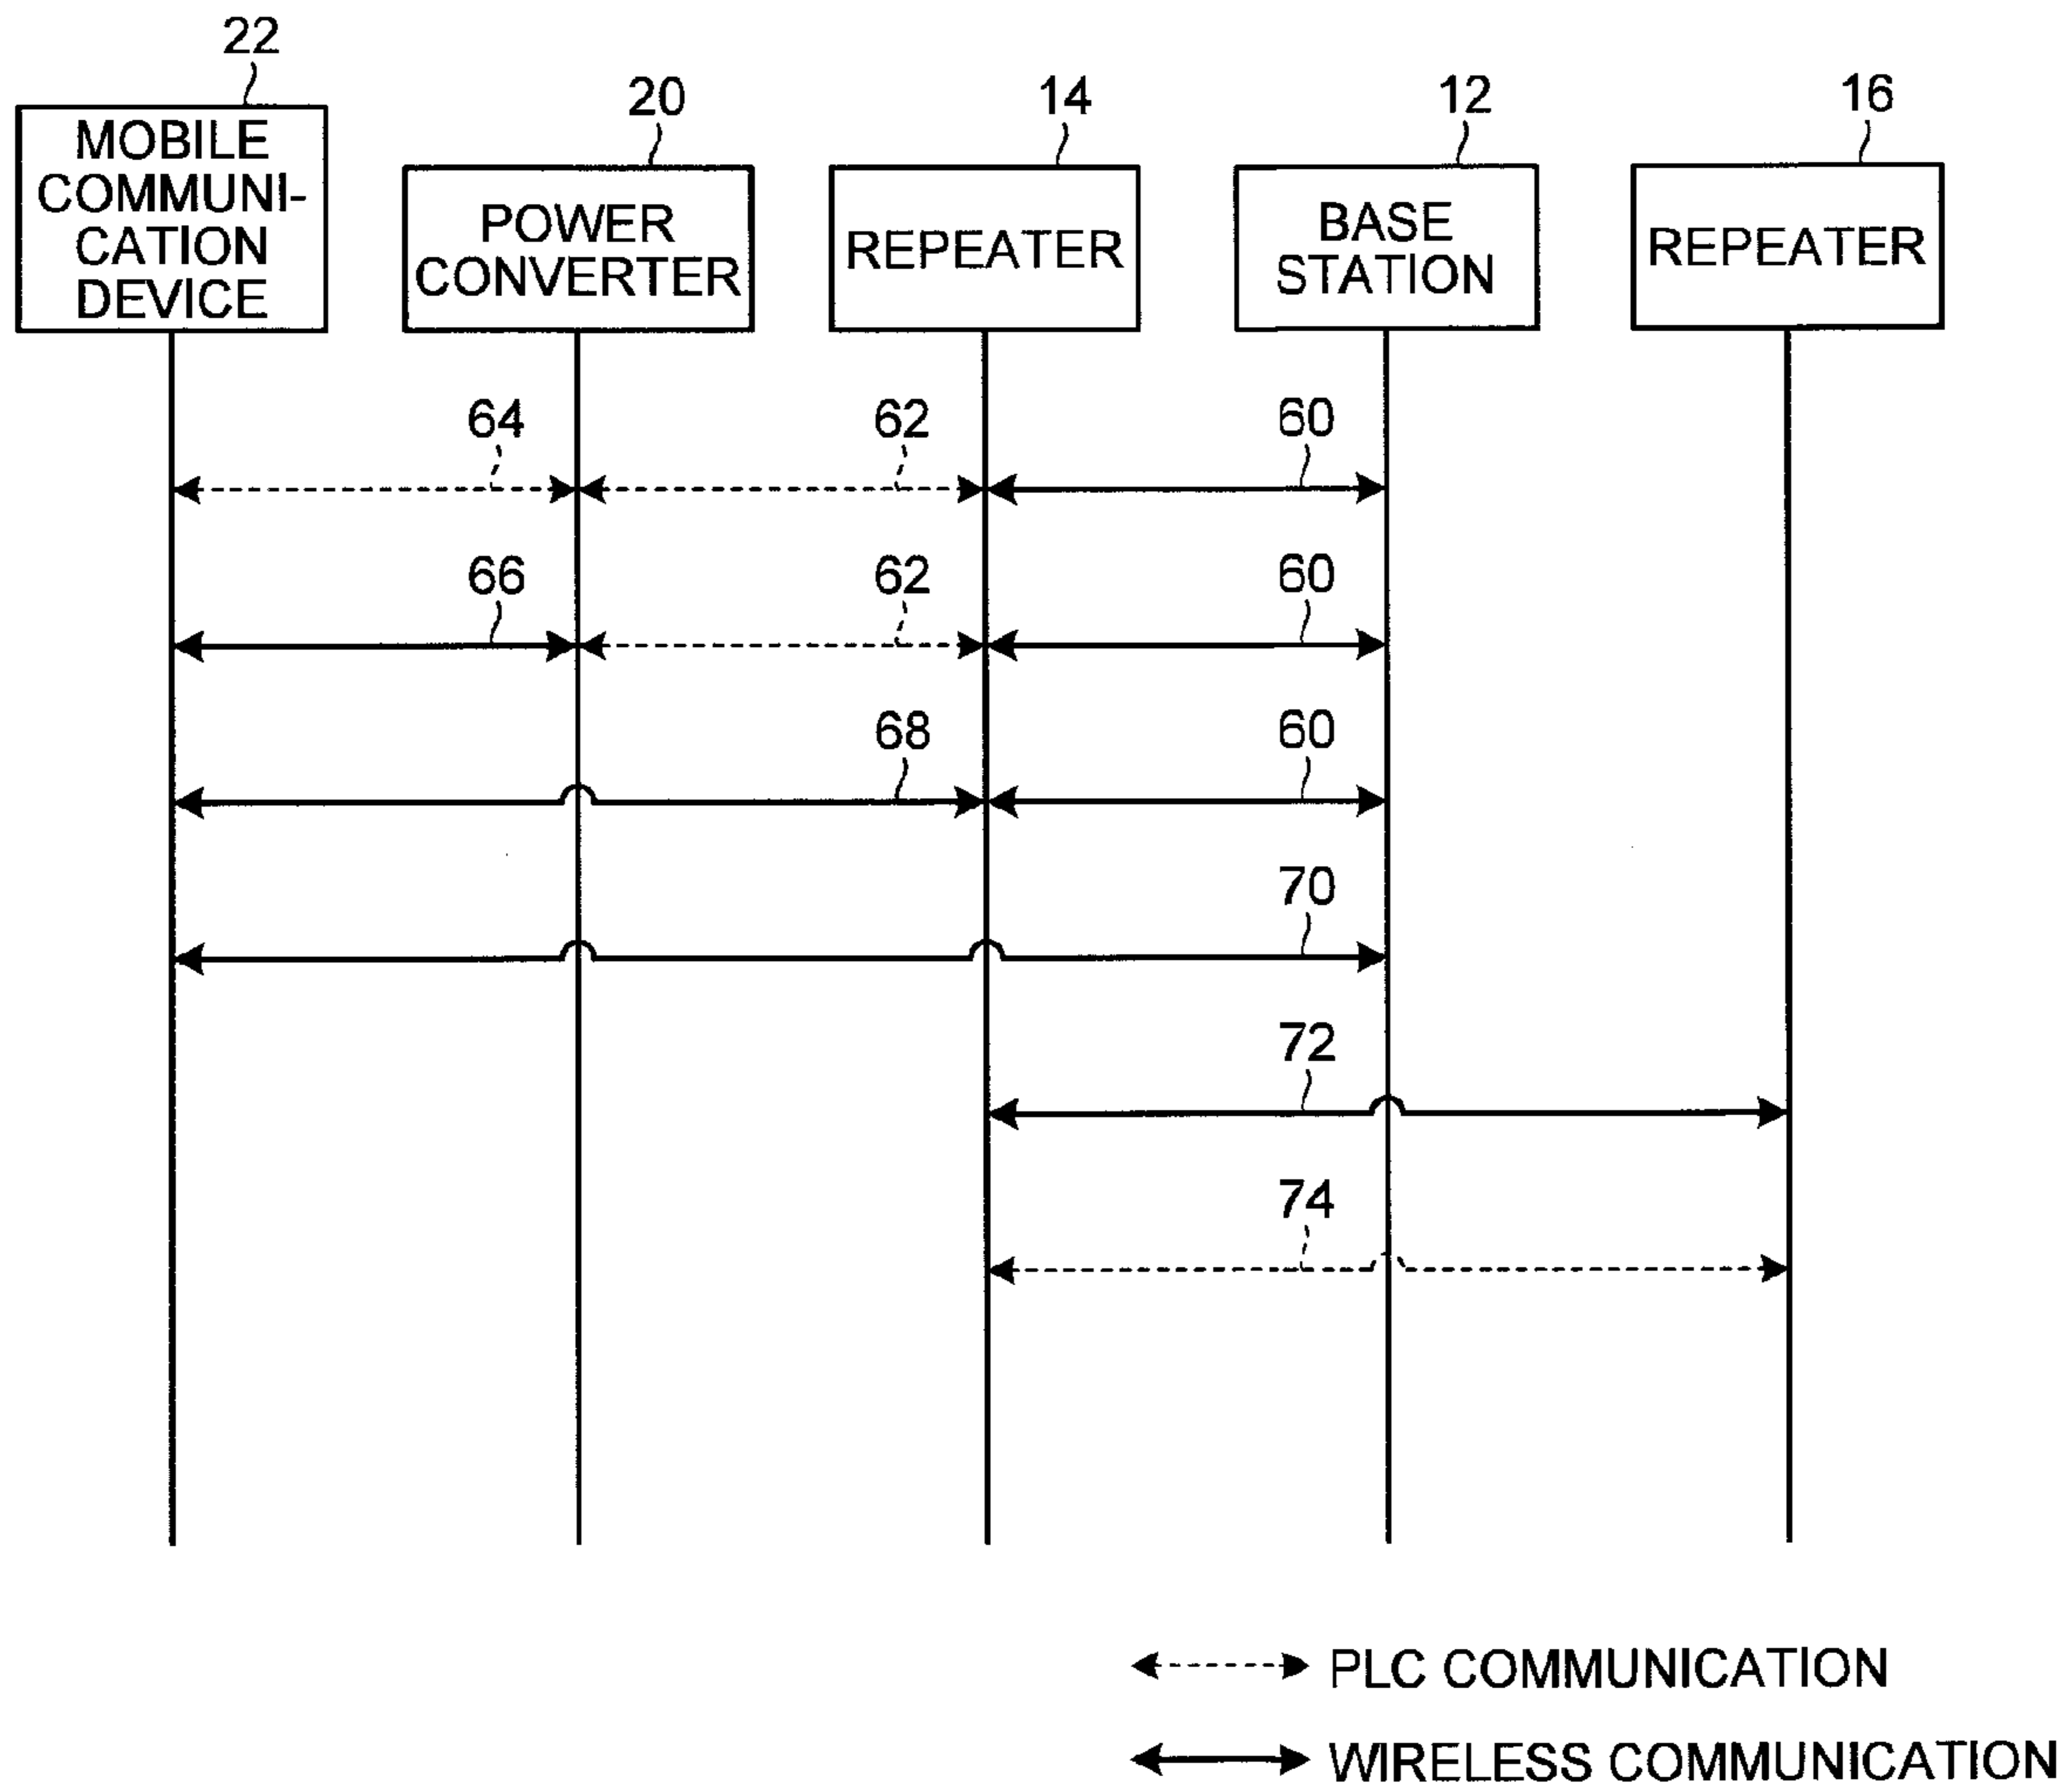 22
20
14
12
16
MOBILE
COMMUNI-
CATION
DEVICE
POWER
CONVERTER
REPEATER
BASE
STATION
REPEATER
64
62
60
66
62
60
68
60
70
72
74
PLC COMMUNICATION
WIRELESS COMMUNICATION